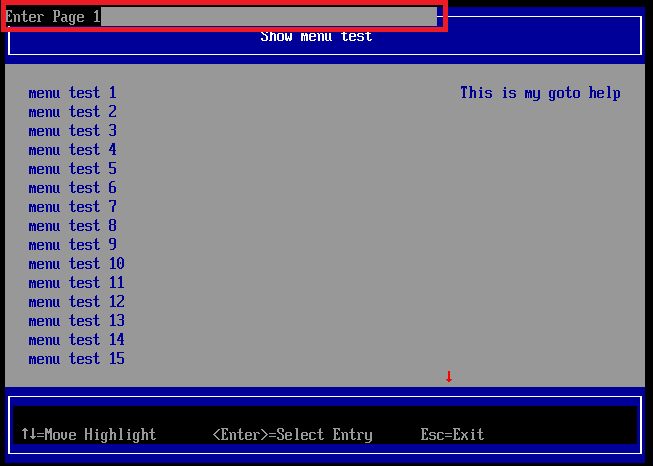 Enter Page 1
Show menu test
menu test 1 This is my goto help
menu test 2
menu test 3
menu test 4
menu test 5
menu test 6
menu test 7
menu test 8
menu test 9
menu test 10
menu test 11
menu test 12
menu test 13
menu test 14
menu test 15
↓
↑↓=Move Highlight <Enter>=Select Entry Esc=Exit